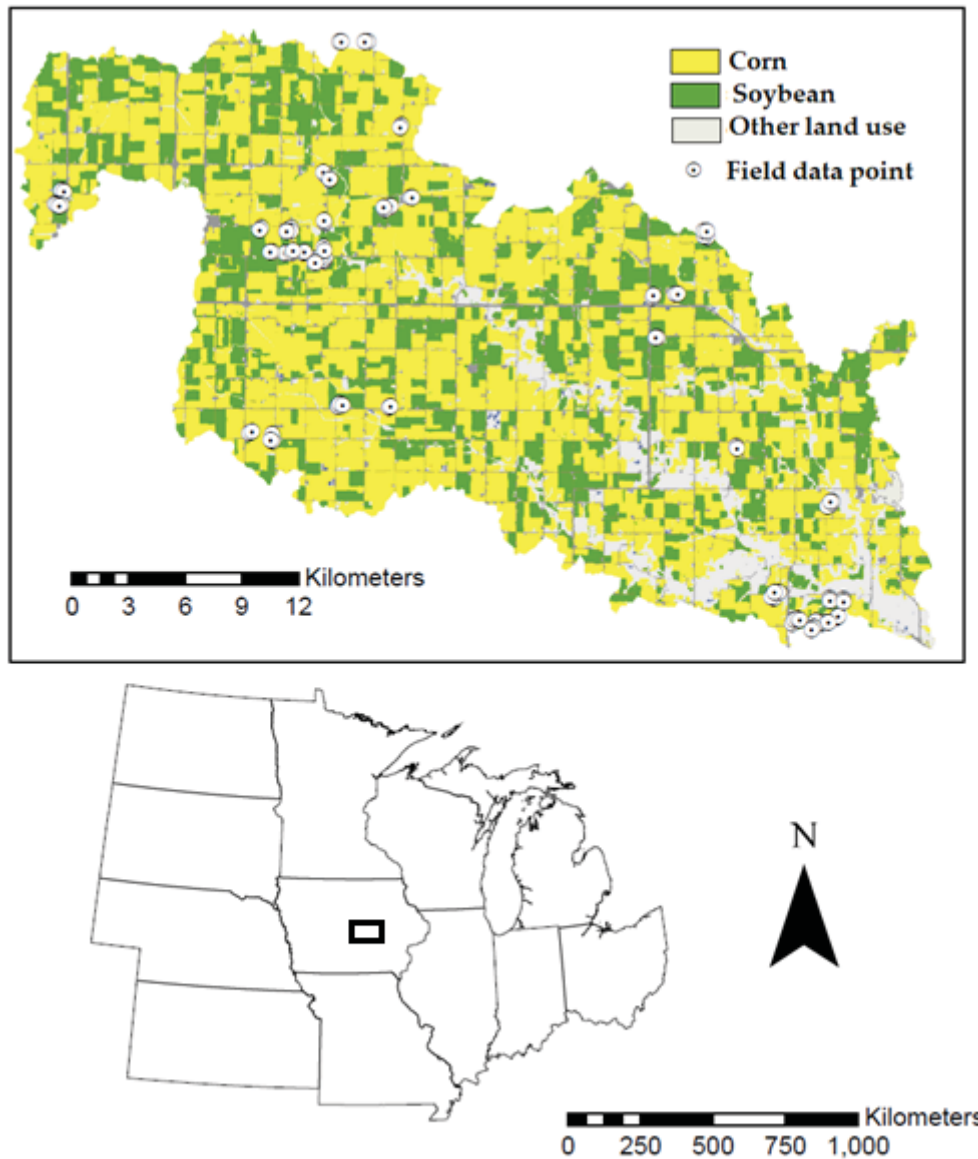 Corn
Soybean
Other land use
Field data point
Kilometers
0 3 6 9 12
N
Kilometers
0 250 500 750 1,000